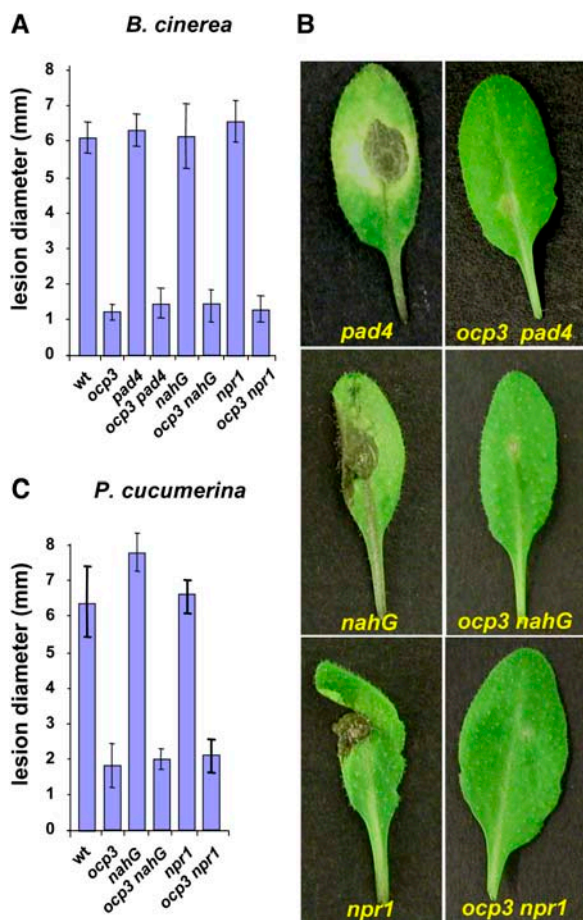 A
B. cinerea
lesion diameter (mm)
8
7
6
5
4
3
2
1
0
wt
ocp3
pad4
ocp3 pad4
nahG
ocp3 nahG
npr1
ocp3 npr1
B
pad4
ocp3 pad4
nahG
ocp3 nahG
npr1
ocp3 npr1
C
P. cucumerina
lesion diameter (mm)
8
7
6
5
4
3
2
1
0
wt
ocp3
nahG
ocp3 nahG
npr1
ocp3 npr1